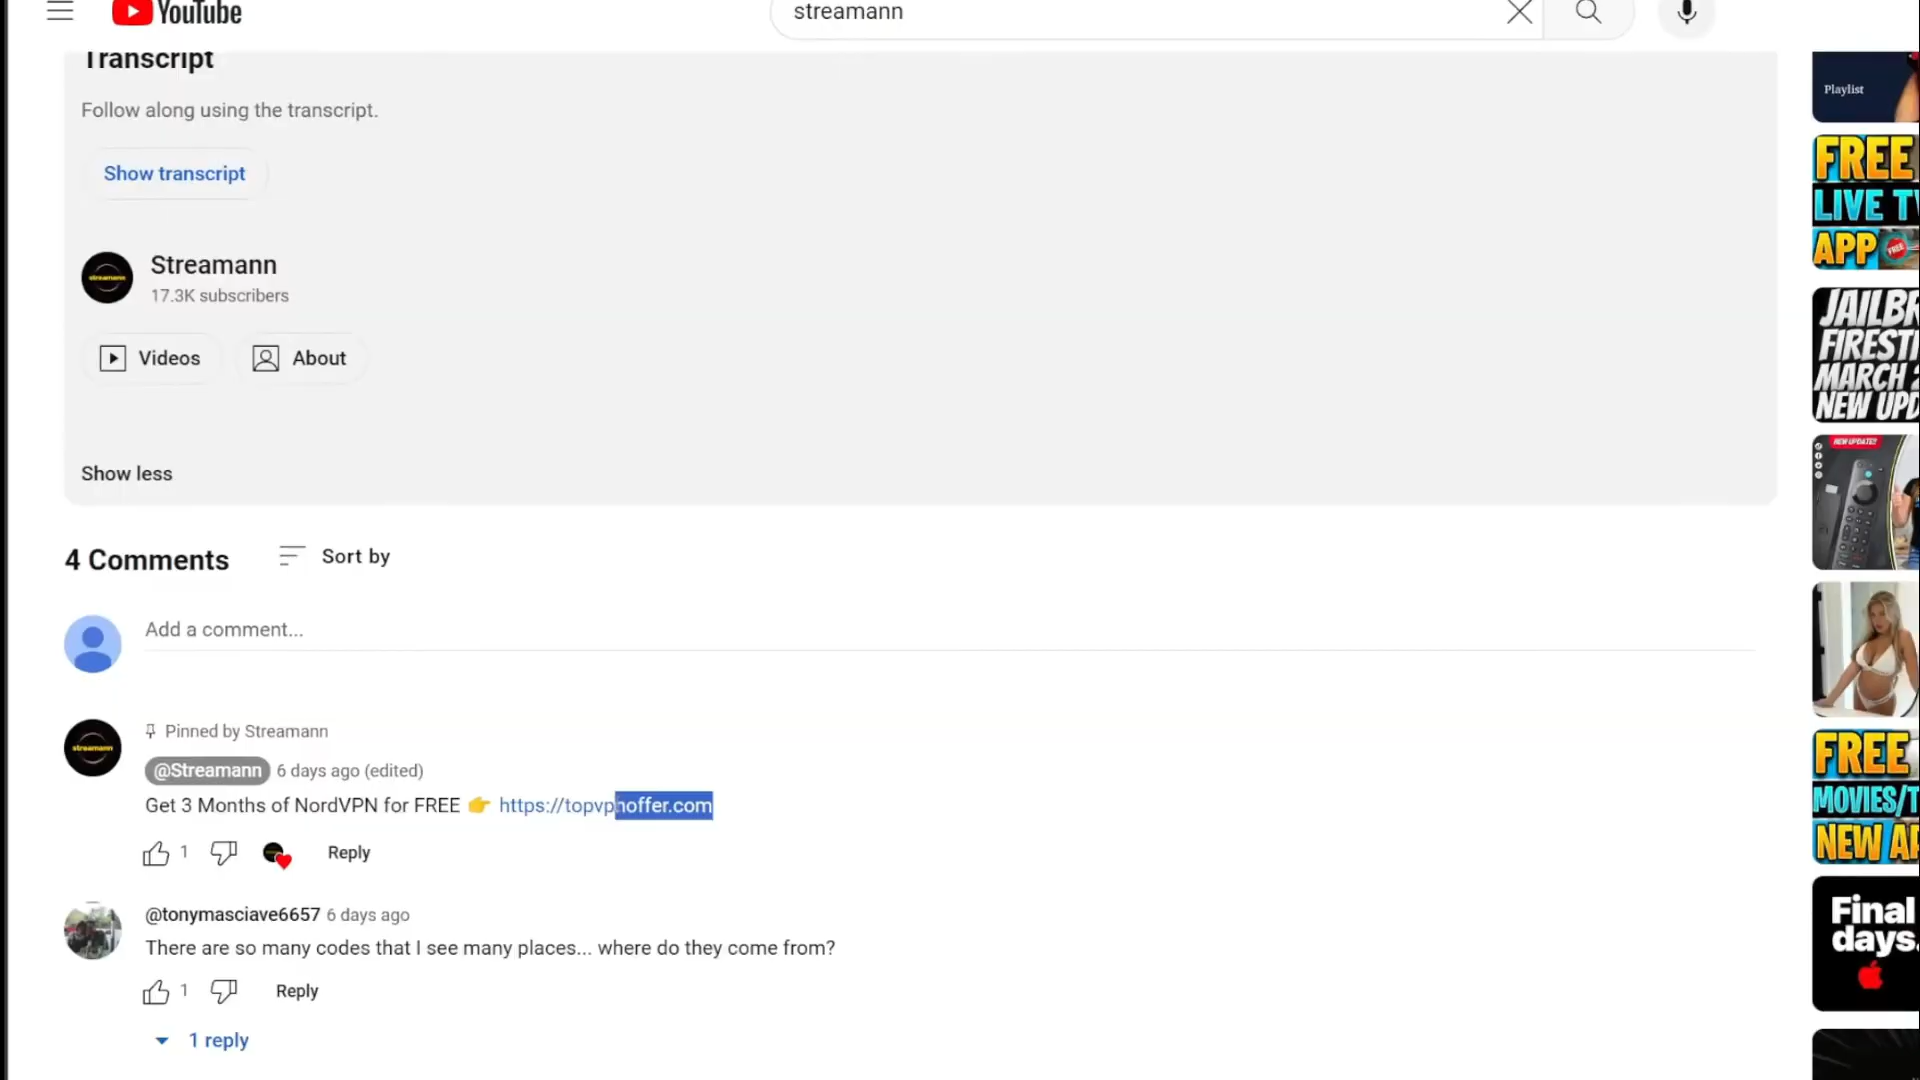 YouTube
streamann
Transcript
Follow along using the transcript.
Show transcript
Streamann
17.3K subscribers
Videos
About
Show less
4 Comments
Sort by
Add a comment...
Pinned by Streamann
@Streamann 6 days ago (edited)
Get 3 Months of NordVPN for FREE 👉 https://topvpnoffer.com
1
Reply
@tonymasciave6657 6 days ago
There are so many codes that I see many places... where do they come from?
1
Reply
1 reply
Playlist
FREE
LIVE TV
APP FREE
MARCH
NEW UPDATE!!
FREE
MOVIES/T
NEW
Final
days.